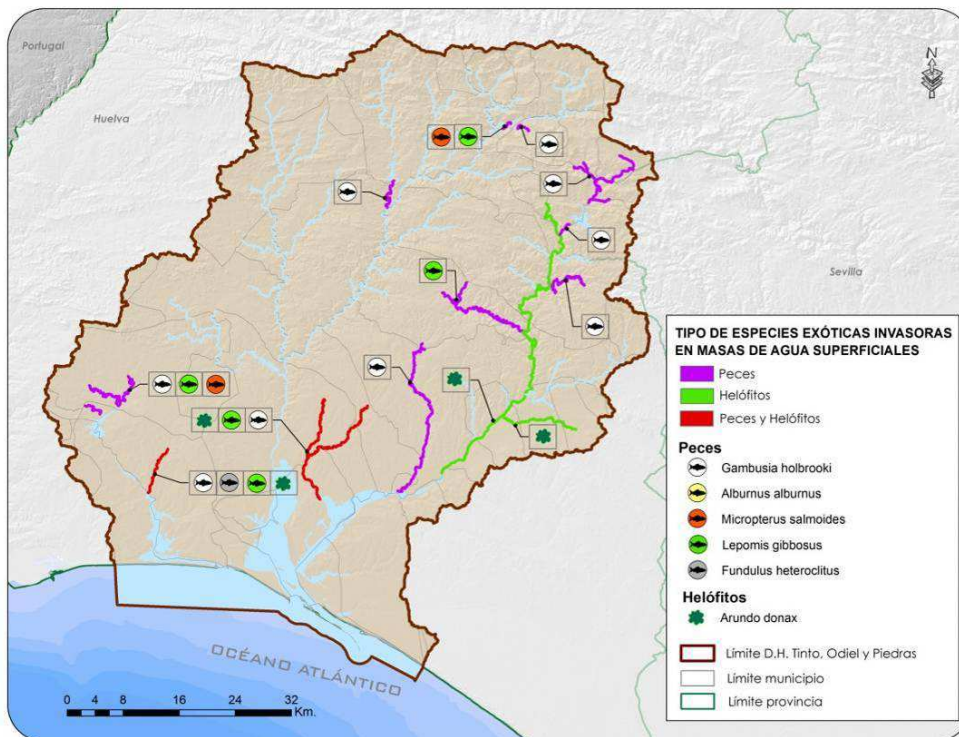 Portugal
Huelva
N
Sevilla
TIPO DE ESPECIES EXÓTICAS INVASORAS
EN MASAS DE AGUA SUPERFICIALES
Peces
Helófitos
Peces y Helófitos
Peces
Gambusia holbrooki
Alburnus alburnus
Micropterus salmoides
Lepomis gibbosus
Fundulus heteroclitus
Helófitos
Arundo donax
Límite D.H. Tinto, Odiel y Piedras
Límite municipio
Límite provincia
OCÉANO ATLÁNTICO
0 2 4 8 16 24 32
Km.